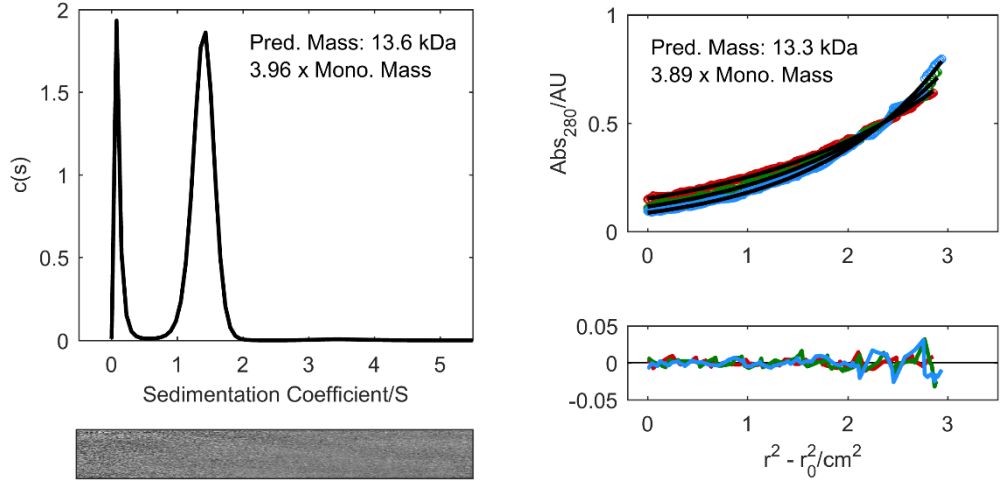 Pred. Mass: 13.6 kDa
3.96 x Mono. Mass
c(s)
2
1.5
1
0.5
0
0 1 2 3 4 5
Sedimentation Coefficient/S
Pred. Mass: 13.3 kDa
3.89 x Mono. Mass
Abs280/AU
1
0.5
0
0 1 2 3
0.05
0
-0.05
0 1 2 3
r² - r₀²/cm²